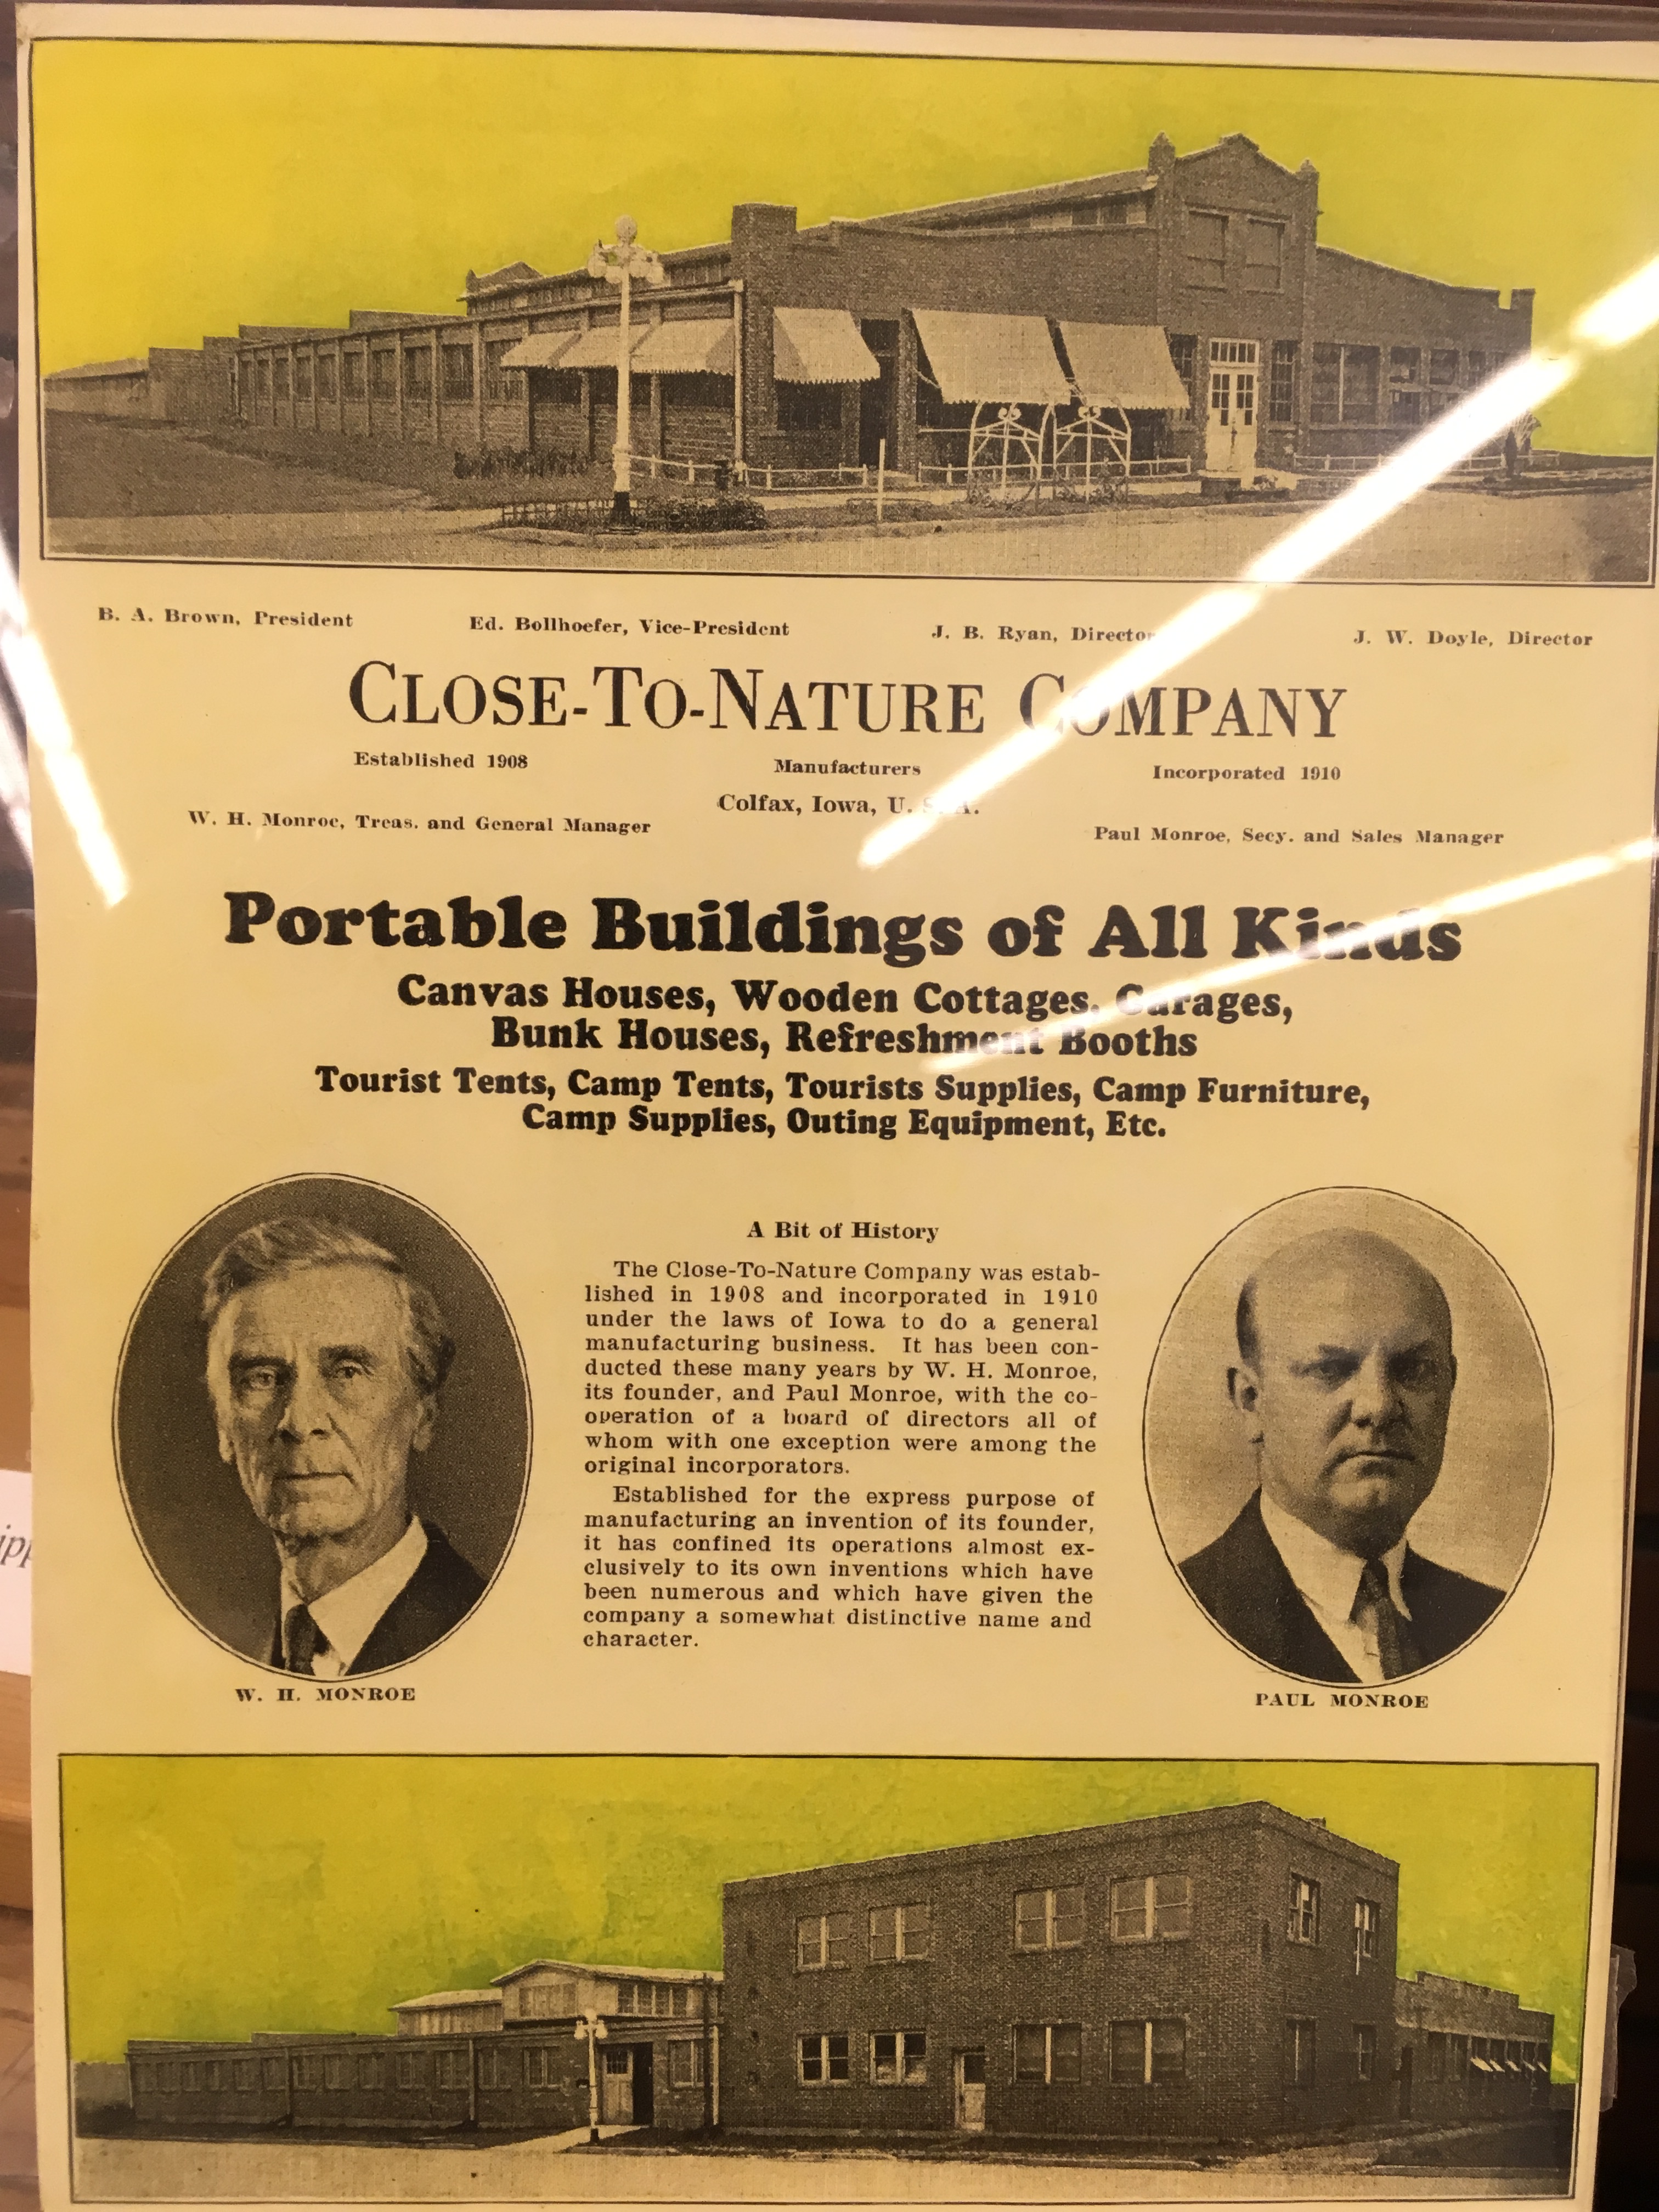 B. A. Brown, President Ed. Bollhoefer, Vice-President J. B. Ryan, Director J. W. Doyle, Director
CLOSE-TO-NATURE COMPANY
Established 1908 Manufacturers Incorporated 1910
Colfax, Iowa, U. S. A.
W. H. Monroe, Treas. and General Manager Paul Monroe, Secy. and Sales Manager
Portable Buildings of All Kinds
Canvas Houses, Wooden Cottages, Garages,
Bunk Houses, Refreshment Booths
Tourist Tents, Camp Tents, Tourists Supplies, Camp Furniture,
Camp Supplies, Outing Equipment, Etc.
A Bit of History
The Close-To-Nature Company was estab-
lished in 1908 and incorporated in 1910
under the laws of Iowa to do a general
manufacturing business. It has been con-
ducted these many years by W. H. Monroe,
its founder, and Paul Monroe, with the co-
operation of a board of directors all of
whom with one exception were among the
original incorporators.
Established for the express purpose of
manufacturing an invention of its founder,
it has confined its operations almost ex-
clusively to its own inventions which have
been numerous and which have given the
company a somewhat distinctive name and
character.
W. H. MONROE
PAUL MONROE